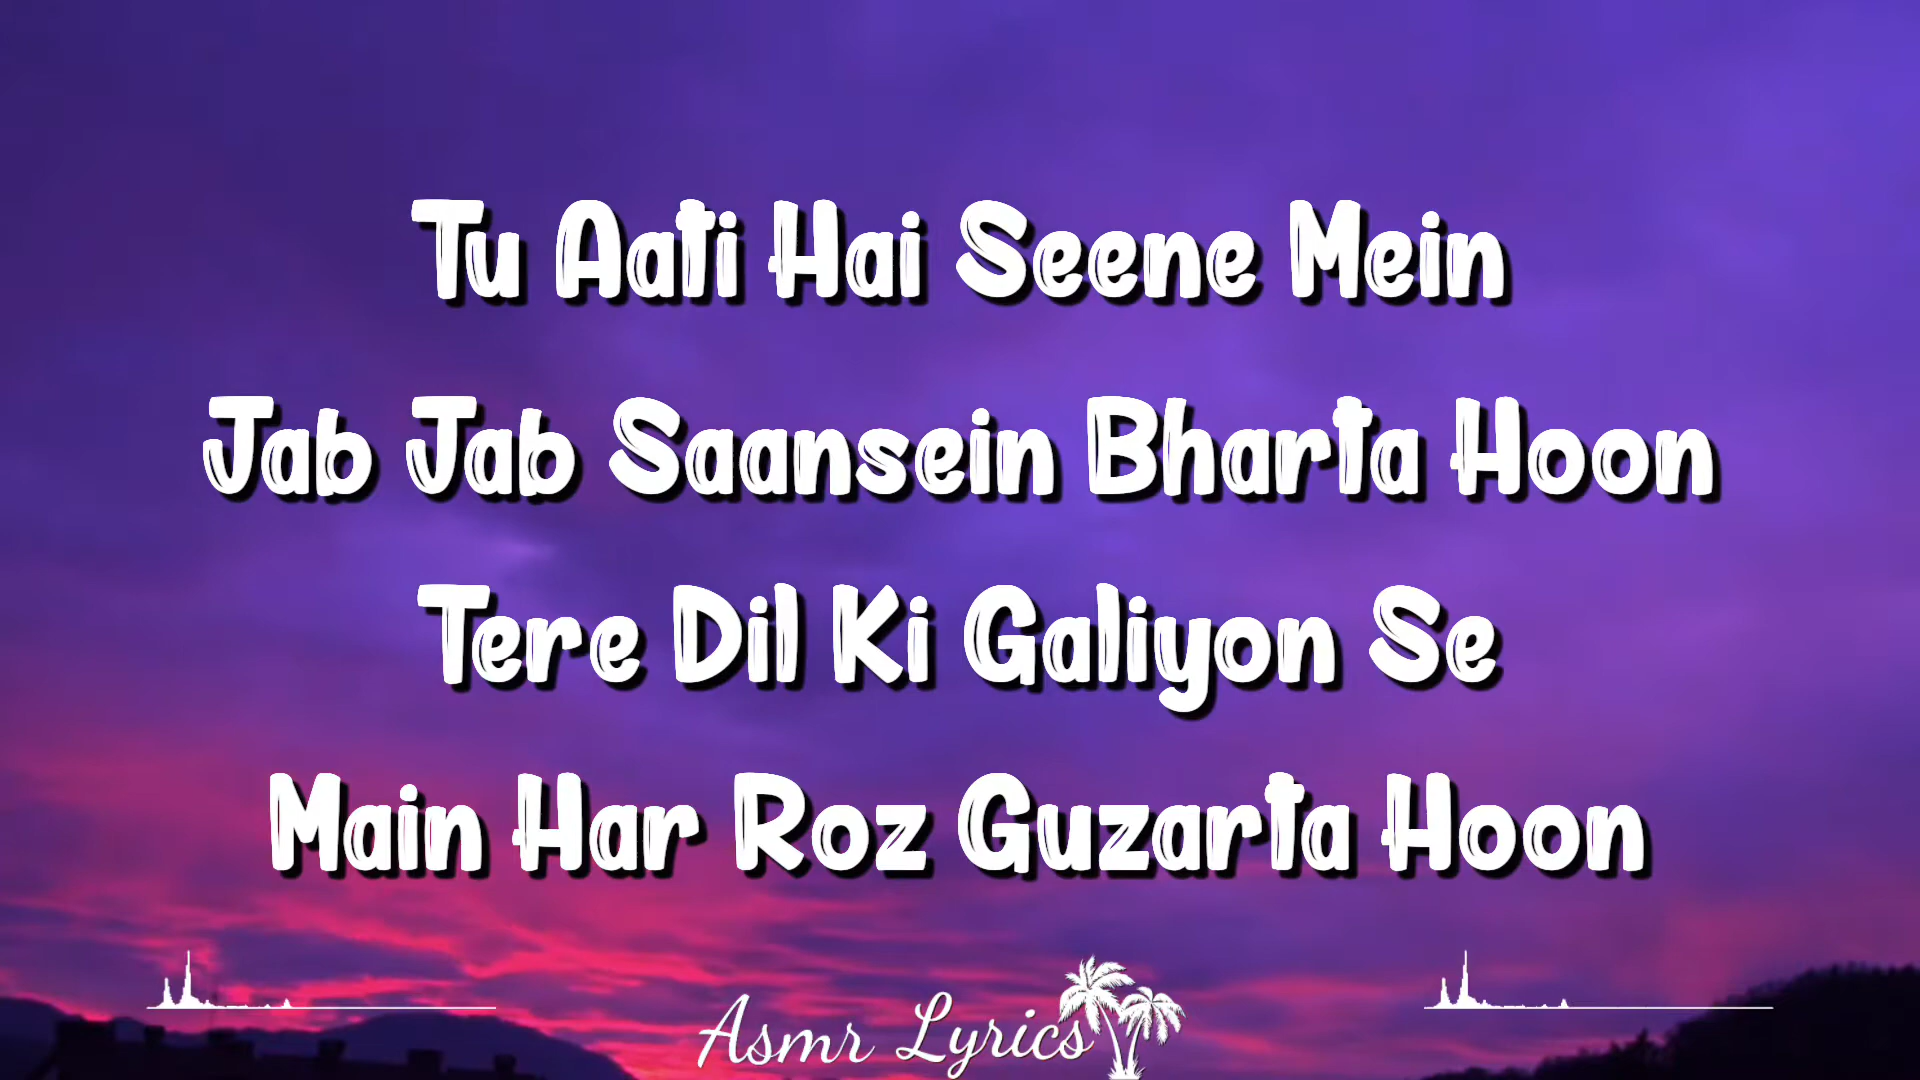 Tu Aati Hai Seene Mein
Jab Jab Saansein Bharta Hoon
Tere Dil Ki Galiyon Se
Main Har Roz Guzarta Hoon
Asmr Lyrics